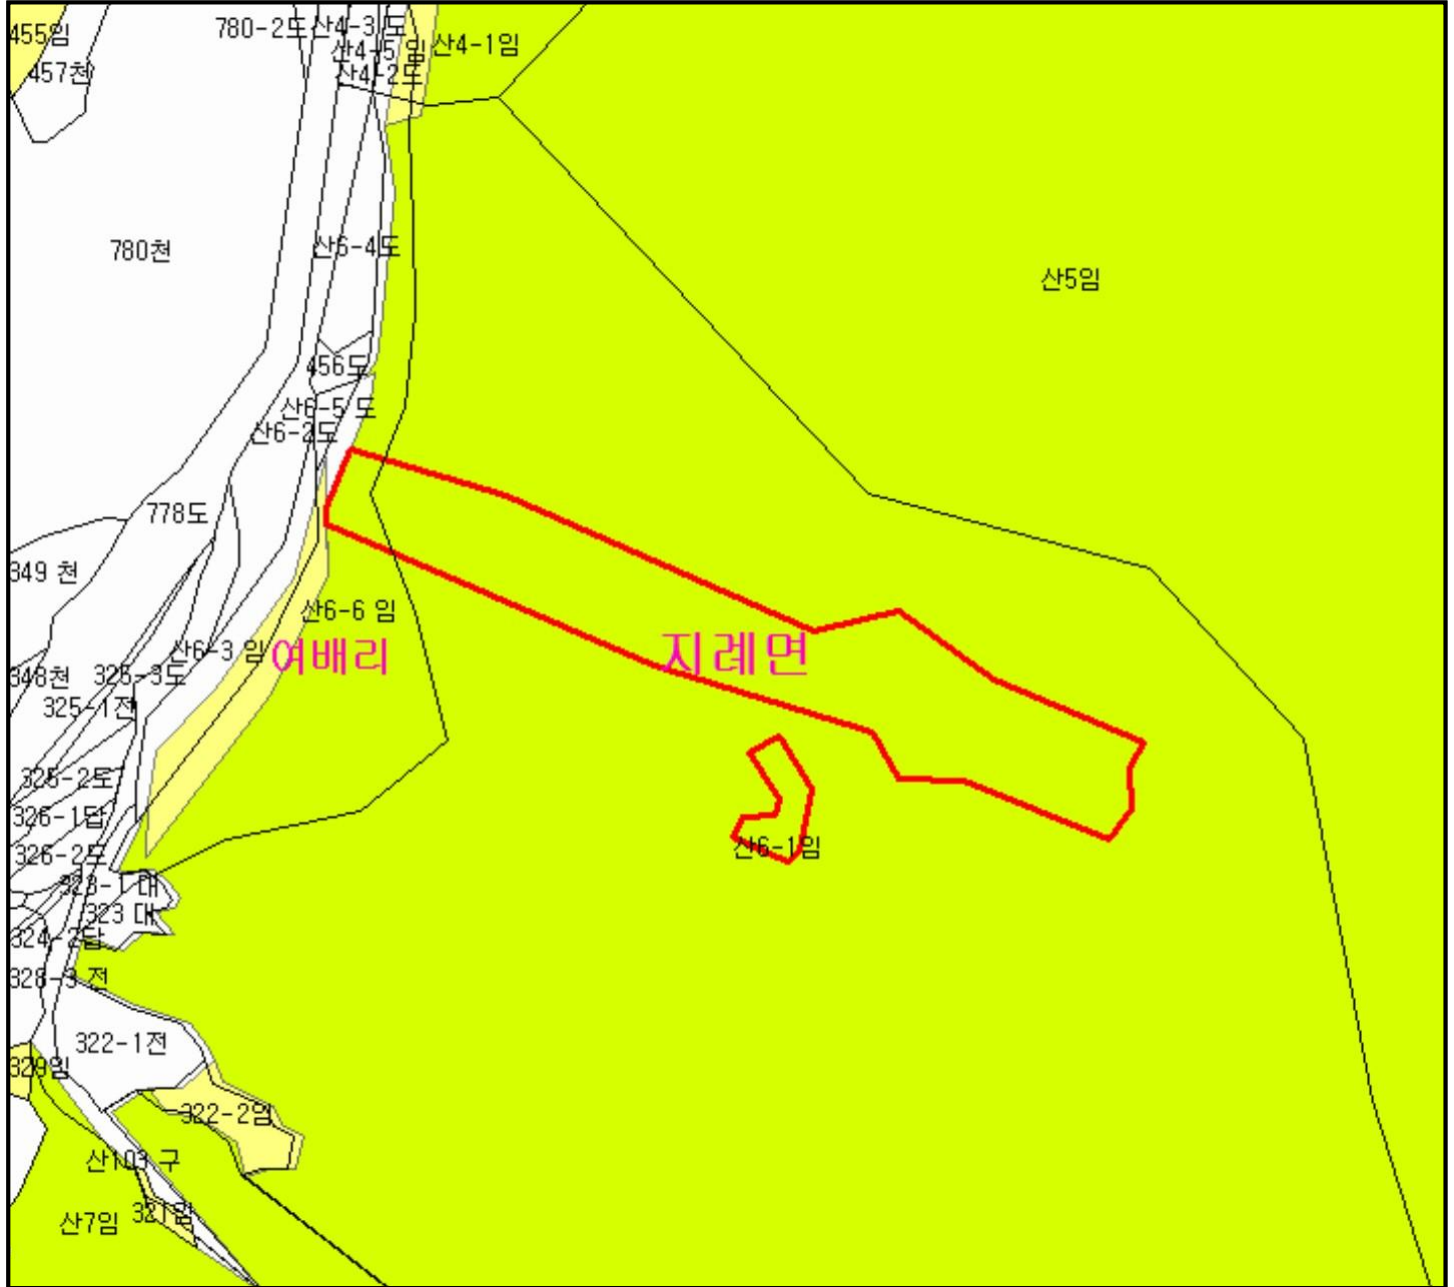 455임
780-2도
산4-3 도
산4-5 임
산4-1임
457천
산4-2도
780천
산6-4도
산5임
456도
산6-5 도
산6-2도
778도
349 천
산6-6 임
산6-3 임
여배리
지례면
348천
325-3도
325-1전
325-2도
326-1답
326-2도
산6-1임
323-1 대
323 대
324-2답
328-3 전
322-1전
329임
322-2임
산103 구
321임
산7임